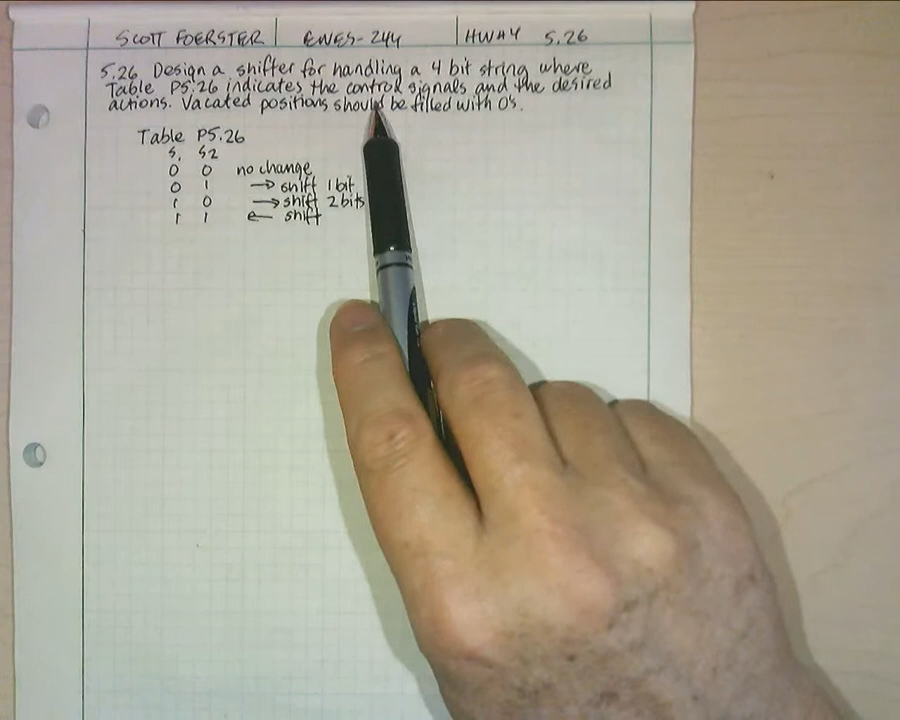 SCOTT FOERSTER ENES-244 HW#4 5.26
5.26 Design a shifter for handling a 4 bit string where
Table P5.26 indicates the control signals and the desired
actions. Vacated positions should be filled with 0's.
Table P5.26
S1 S2
0 0 no change
0 1 → shift 1 bit
1 0 → shift 2 bits
1 1 ← shift